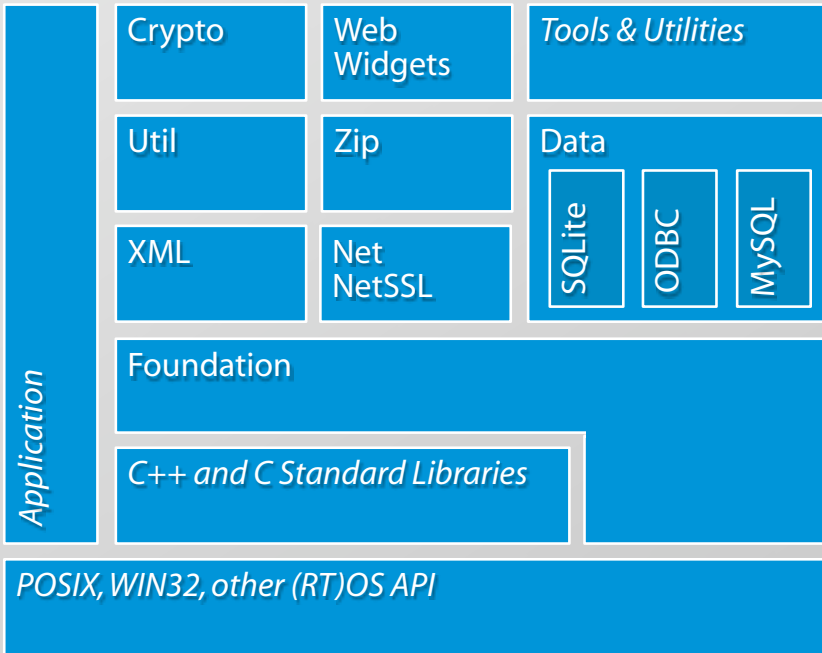 Crypto
Web
Widgets
Tools & Utilities
Util
Zip
Data
SQLite
ODBC
MySQL
XML
Net
NetSSL
Foundation
Application
C++ and C Standard Libraries
POSIX, WIN32, other (RT)OS API